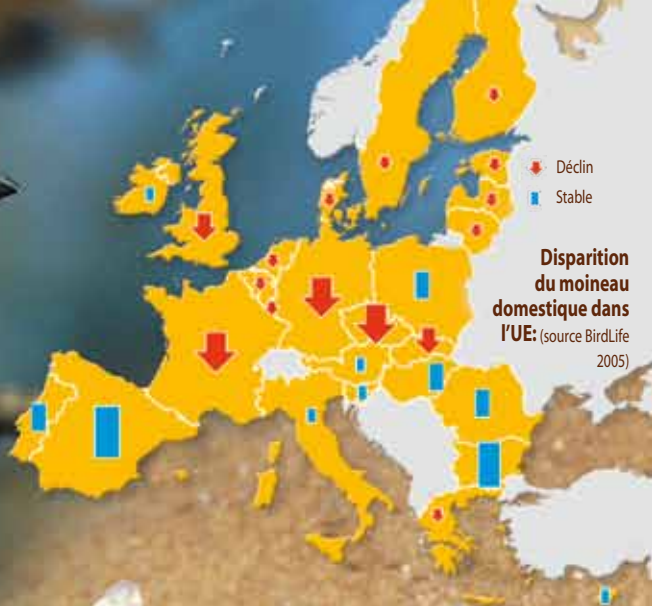 Déclin
Stable
Disparition
du moineau
domestique dans
l'UE: (source BirdLife
2005)